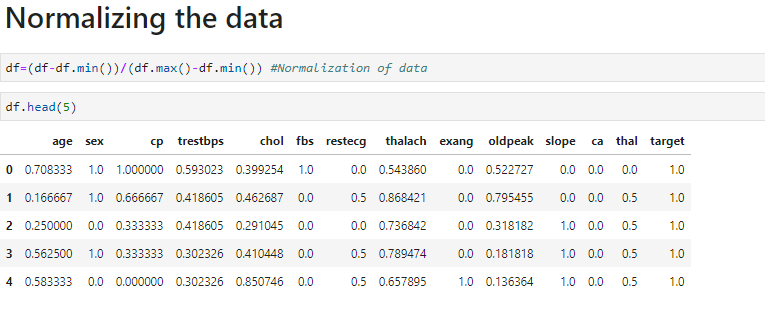 Normalizing the data
df=(df-df.min())/(df.max()-df.min()) #Normalization of data
df.head(5)
age sex cp trestbps chol fbs restecg thalach exang oldpeak slope ca thal target
0 0.708333 1.0 1.000000 0.593023 0.399254 1.0 0.0 0.543860 0.0 0.522727 0.0 0.0 0.0 1.0
1 0.166667 1.0 0.666667 0.418605 0.462687 0.0 0.5 0.868421 0.0 0.795455 0.0 0.0 0.5 1.0
2 0.250000 0.0 0.333333 0.418605 0.291045 0.0 0.0 0.736842 0.0 0.318182 1.0 0.0 0.5 1.0
3 0.562500 1.0 0.333333 0.302326 0.410448 0.0 0.5 0.789474 0.0 0.181818 1.0 0.0 0.5 1.0
4 0.583333 0.0 0.000000 0.302326 0.850746 0.0 0.5 0.657895 1.0 0.136364 1.0 0.0 0.5 1.0